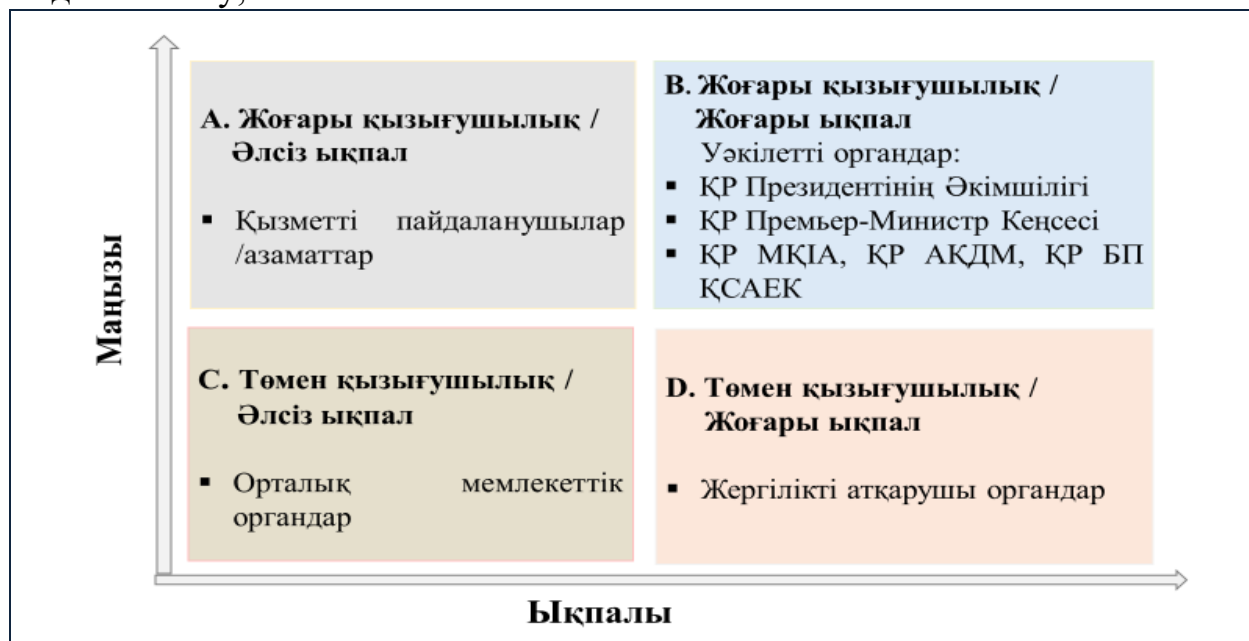 Маңызы
A. Жоғары қызығушылық /
Әлсіз ықпал
▪ Қызметті пайдаланушылар
/азаматтар
B. Жоғары қызығушылық /
Жоғары ықпал
Уәкілетті органдар:
▪ ҚР Президентінің Әкімшілігі
▪ ҚР Премьер-Министр Кеңсесі
▪ ҚР МҚІА, ҚР АҚДМ, ҚР БП
ҚСАЕК
C. Төмен қызығушылық /
Әлсіз ықпал
▪ Орталық мемлекеттік
органдар
D. Төмен қызығушылық /
Жоғары ықпал
▪ Жергілікті атқарушы органдар
Ықпалы